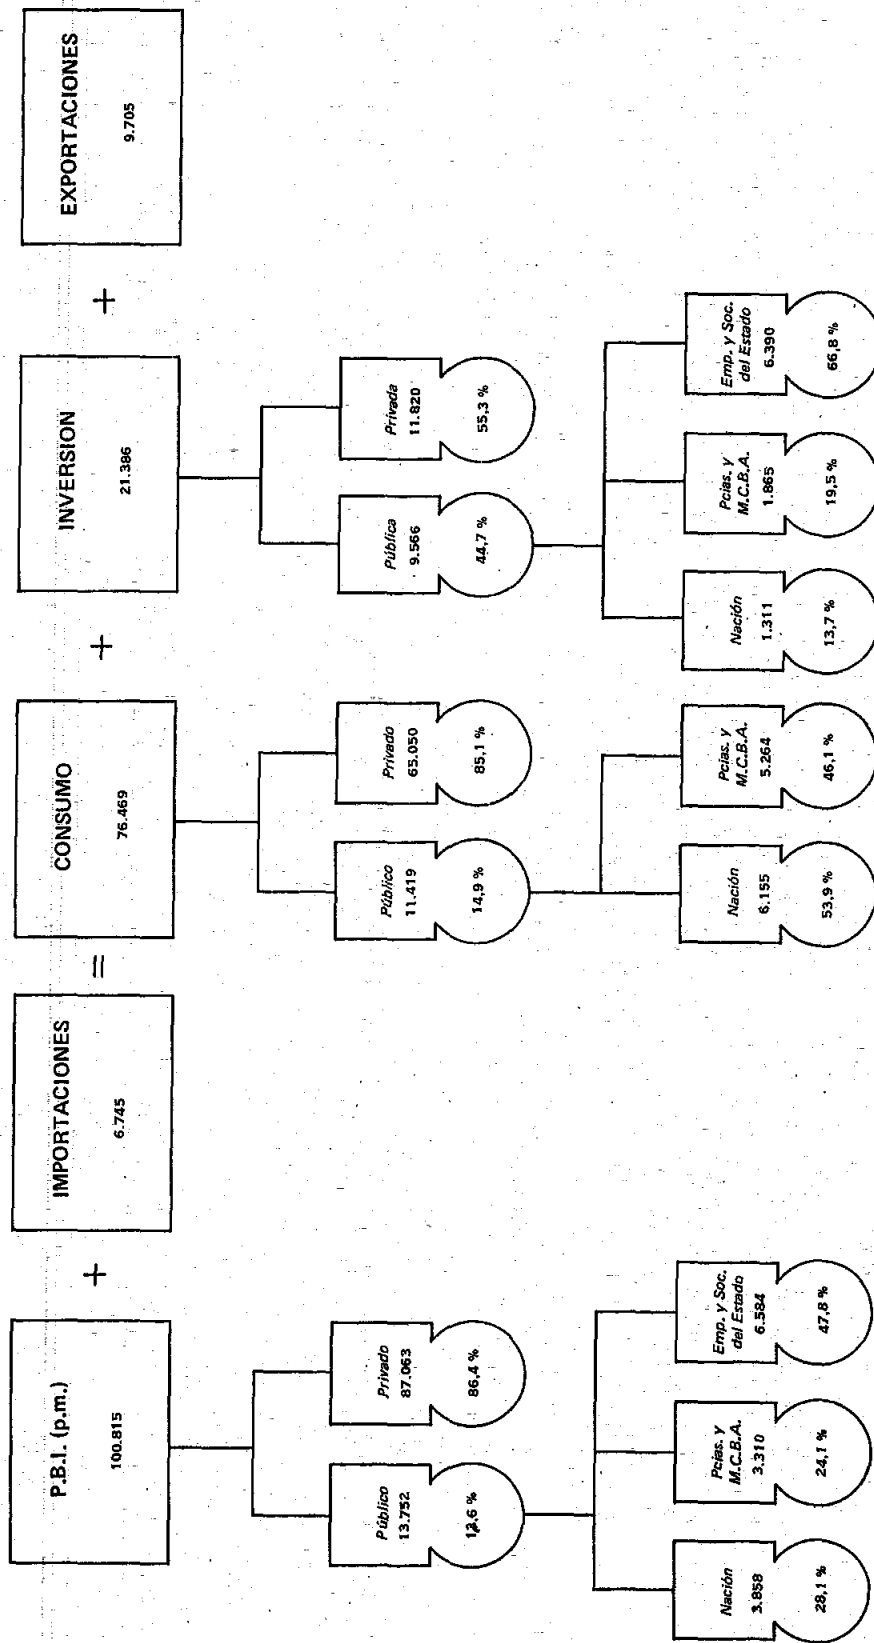 P.B.I. (p.m.)
100.815
+
IMPORTACIONES
6.745
=
CONSUMO
76.469
+
INVERSION
21.386
+
EXPORTACIONES
9.705
Público
13.752
13,6 %
Privado
87.063
86,4 %
Público
11.419
14,9 %
Privado
65.050
85,1 %
Pública
9.566
44,7 %
Privada
11.820
55,3 %
Nación
3.858
28,1 %
Pcias. y
M.C.B.A.
3.310
24,1 %
Emp. y Soc.
del Estado
6.584
47,8 %
Nación
6.155
53,9 %
Pcias. y
M.C.B.A.
5.264
46,1 %
Nación
1.311
13,7 %
Pcias. y
M.C.B.A.
1.865
19,5 %
Emp. y Soc.
del Estado
6.390
66,8 %